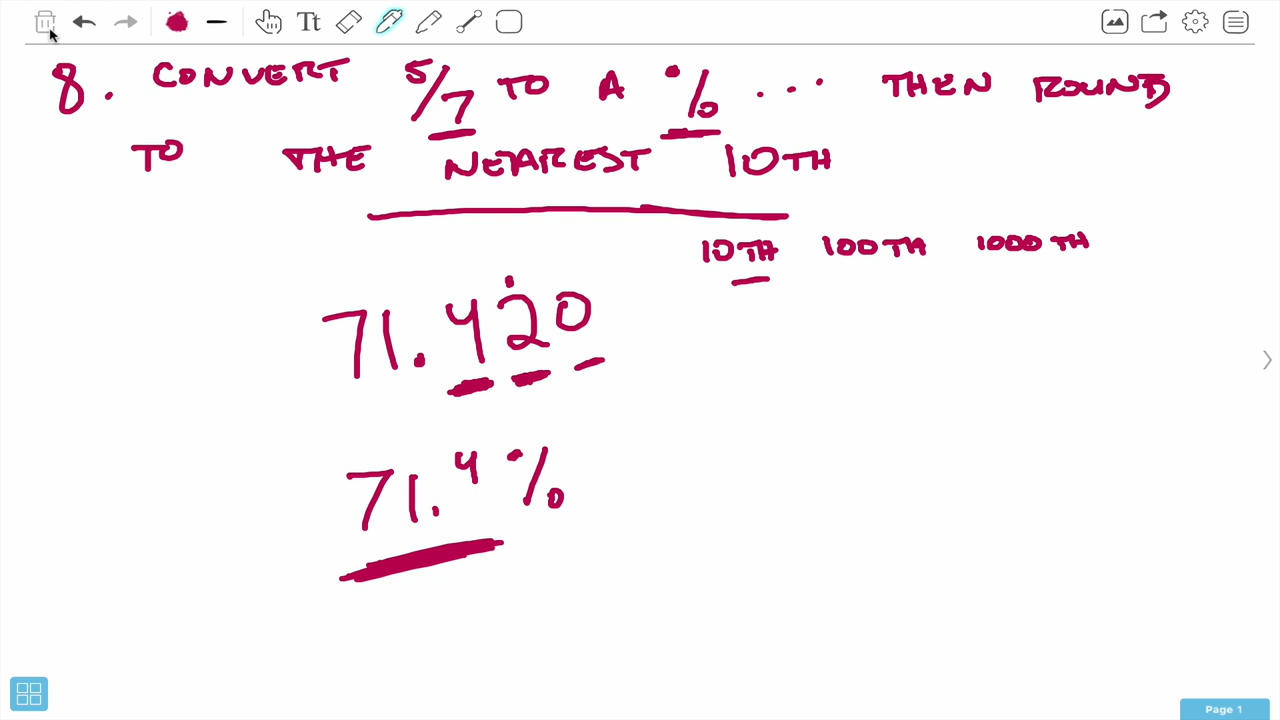 Tt
8. CONVERT 5/7 TO A % ... THEN ROUND
TO THE NEAREST 10TH
10TH 100TH 1000TH
71.420
71.4%
Page 1